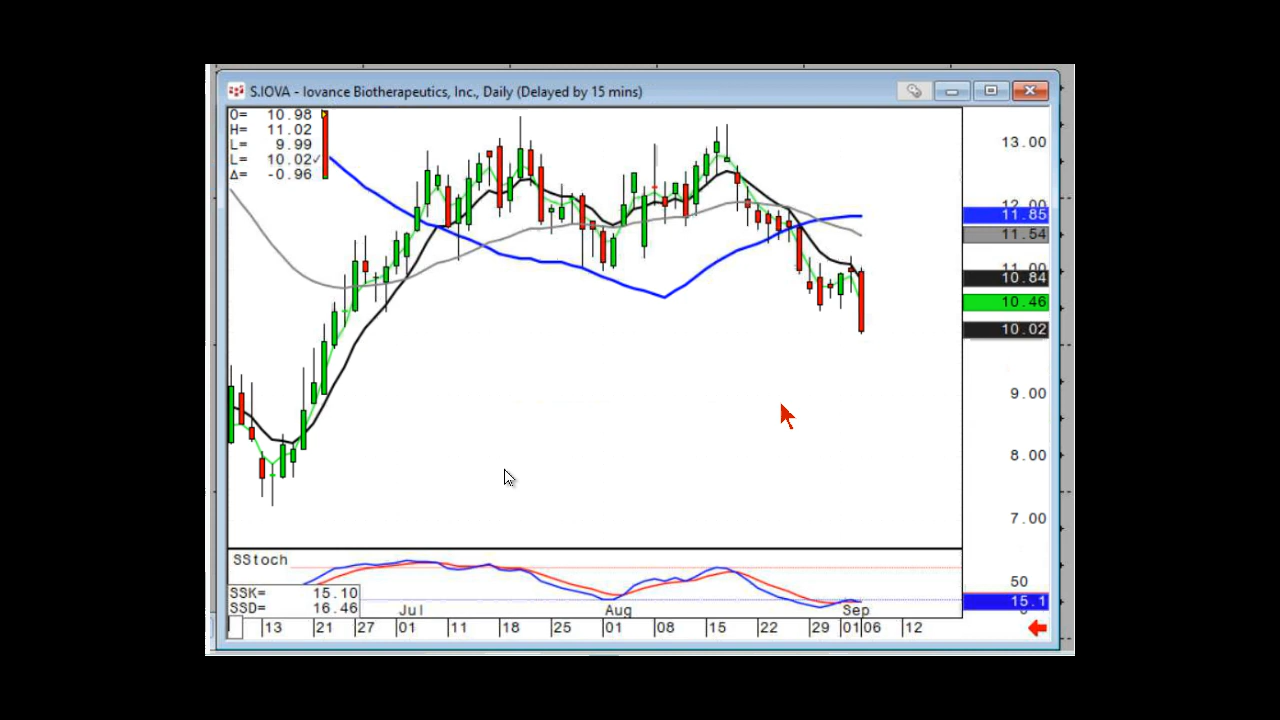 S.IOVA - Iovance Biotherapeutics, Inc., Daily (Delayed by 15 mins)
O= 10.98
H= 11.02
L= 9.99
L= 10.02✓
Δ= -0.96
13.00
12.00
11.85
11.54
11.00
10.84
10.46
10.02
9.00
8.00
7.00
SStoch
50
SSK= 15.10
15.1
SSD= 16.46
Jul Aug Sep
13 21 27 01 11 18 25 01 08 15 22 29 01 06 12